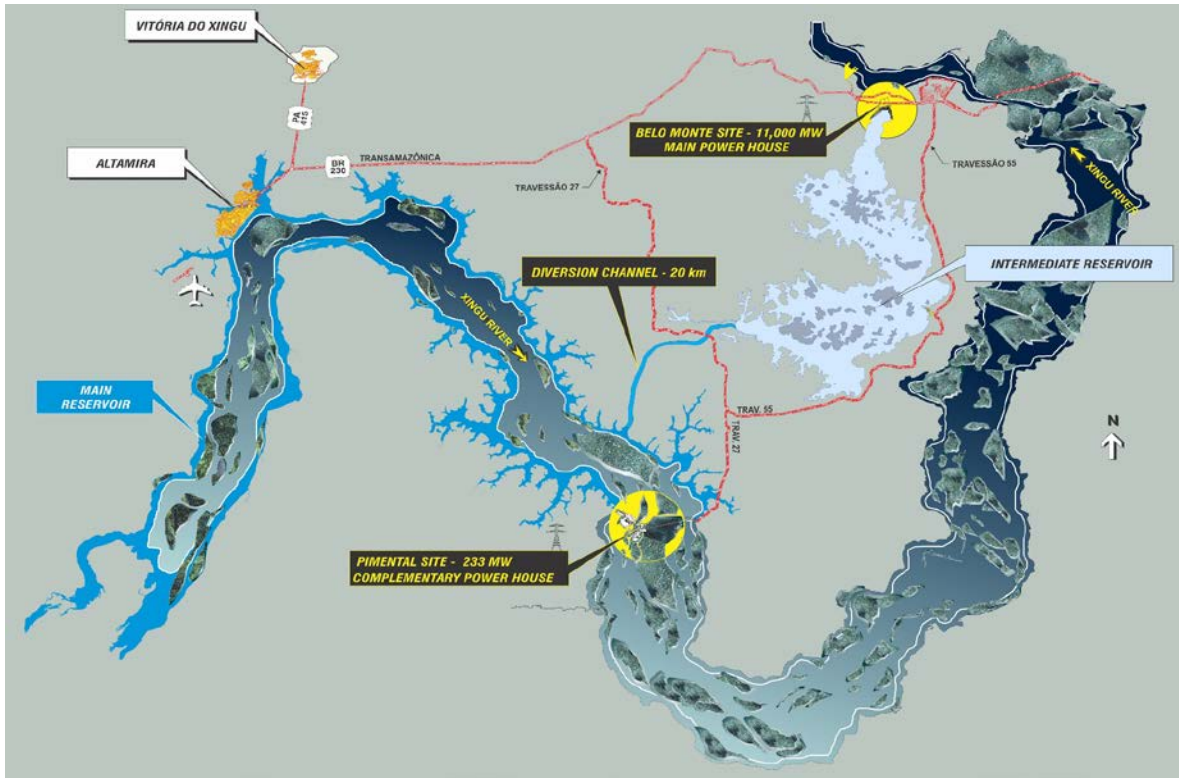 VITÓRIA DO XINGU
PA
415
ALTAMIRA
BR
230
TRANSAMAZÔNICA
TRAVESSÃO 27
BELO MONTE SITE - 11,000 MW
MAIN POWER HOUSE
TRAVESSÃO 55
XINGU RIVER
DIVERSION CHANNEL - 20 km
INTERMEDIATE RESERVOIR
XINGU RIVER
MAIN
RESERVOIR
TRAV. 55
TRAV. 27
N
PIMENTAL SITE - 233 MW
COMPLEMENTARY POWER HOUSE